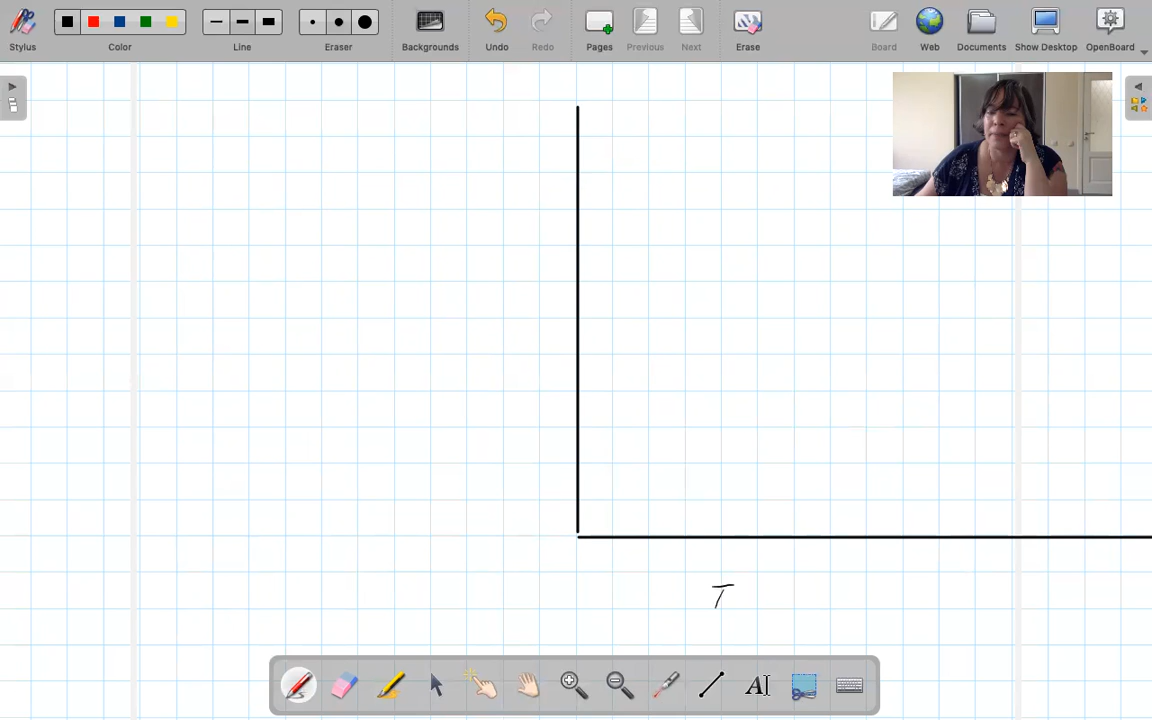 Stylus Color Line Eraser Backgrounds Undo Redo Pages Previous Next Erase Board Web Documents Show Desktop OpenBoard
T
A